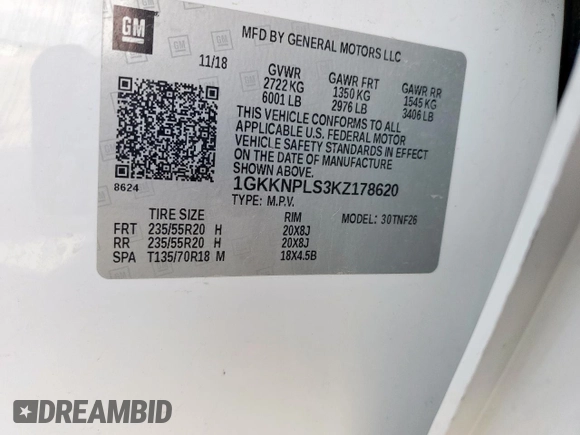 GM
MFD BY GENERAL MOTORS LLC
11/18
GVWR GAWR FRT GAWR RR
2722 KG 1350 KG 1545 KG
6001 LB 2976 LB 3406 LB
THIS VEHICLE CONFORMS TO ALL
APPLICABLE U.S. FEDERAL MOTOR
VEHICLE SAFETY STANDARDS IN EFFECT
ON THE DATE OF MANUFACTURE
SHOWN ABOVE.
8624
1GKKNPLS3KZ178620
TYPE: M.P.V. MODEL: 30TNF26
TIRE SIZE RIM
FRT 235/55R20 H 20X8J
RR 235/55R20 H 20X8J
SPA T135/70R18 M 18X4.5B
DREAMBID